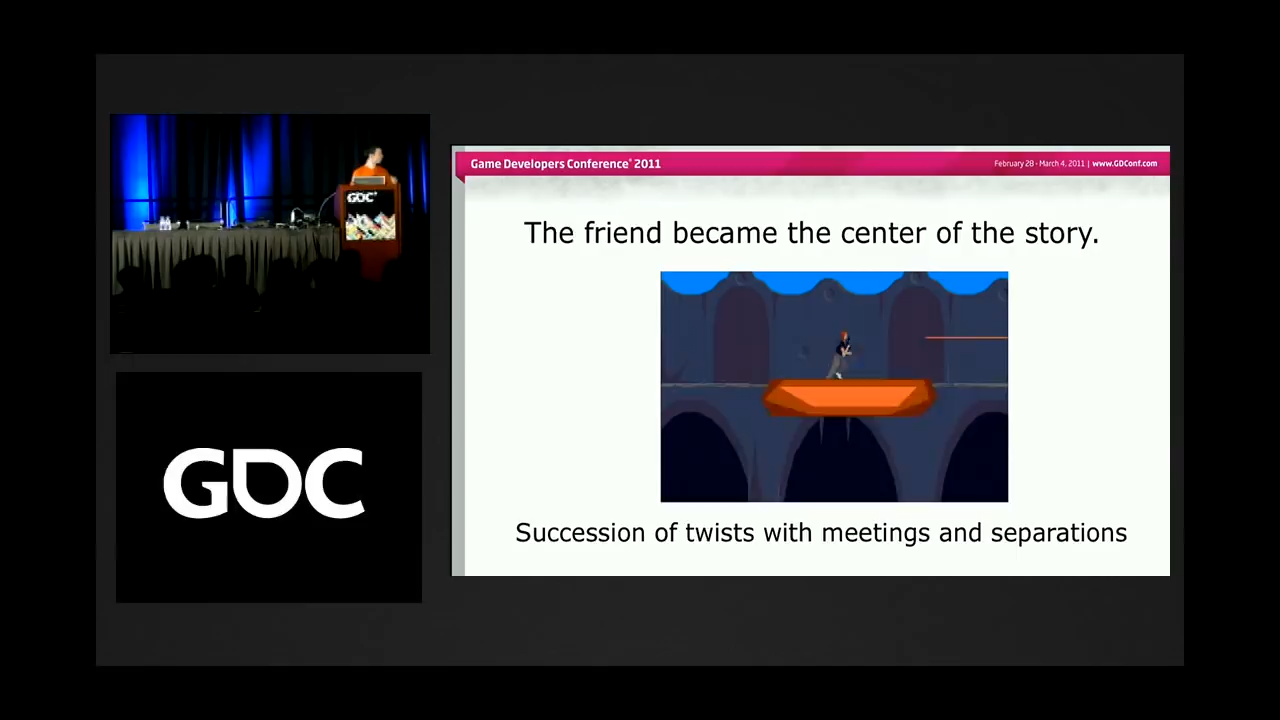 GDC
Game Developers Conference® 2011
February 28 - March 4, 2011 | www.GDConf.com
The friend became the center of the story.
Succession of twists with meetings and separations
GDC